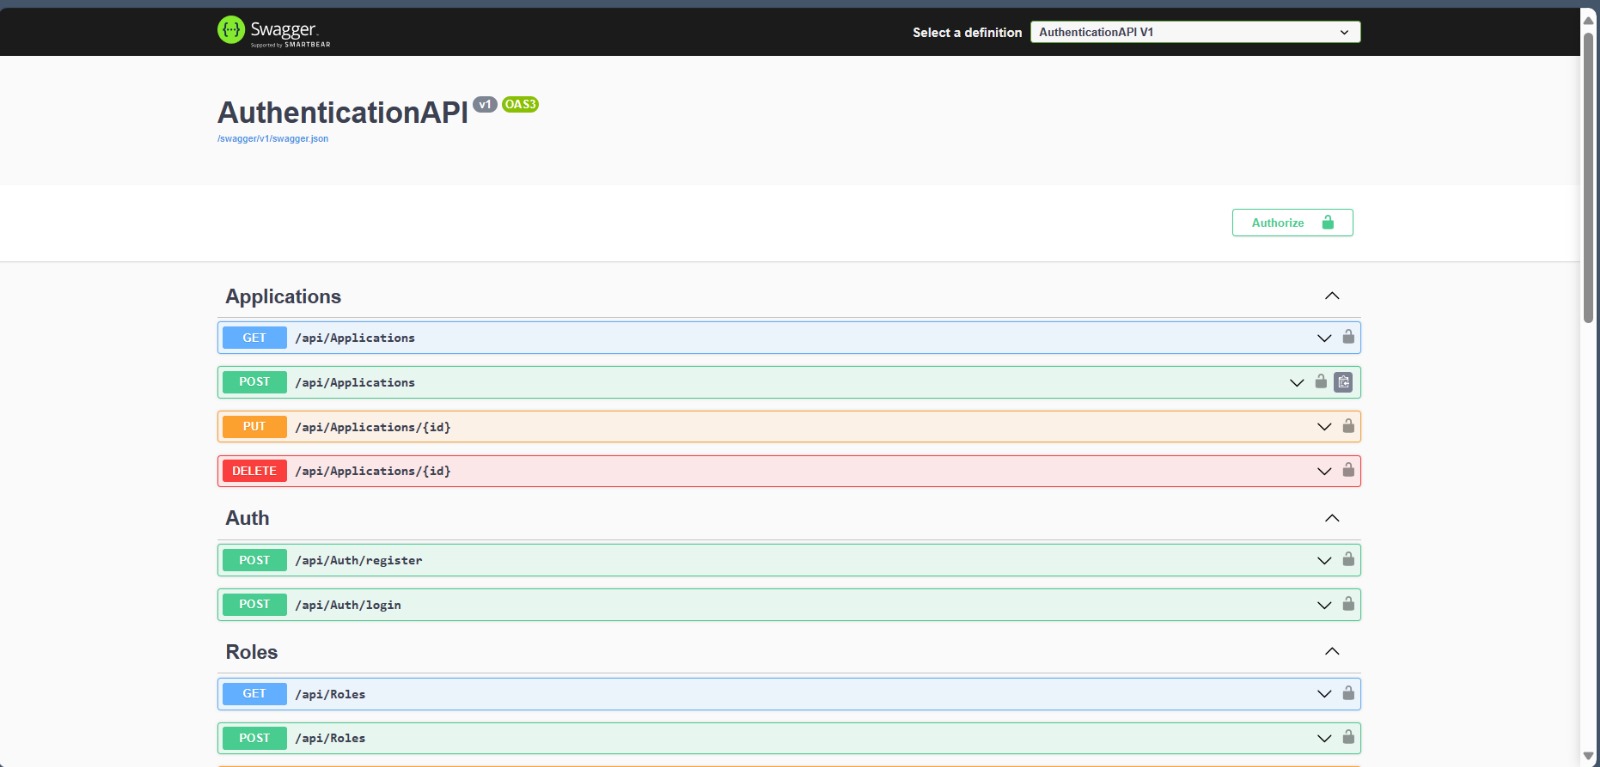 Swagger.
Supported by SMARTBEAR
Select a definition
AuthenticationAPI V1
AuthenticationAPI v1 OAS3
/swagger/v1/swagger.json
Authorize
Applications
GET /api/Applications
POST /api/Applications
PUT /api/Applications/{id}
DELETE /api/Applications/{id}
Auth
POST /api/Auth/register
POST /api/Auth/login
Roles
GET /api/Roles
POST /api/Roles